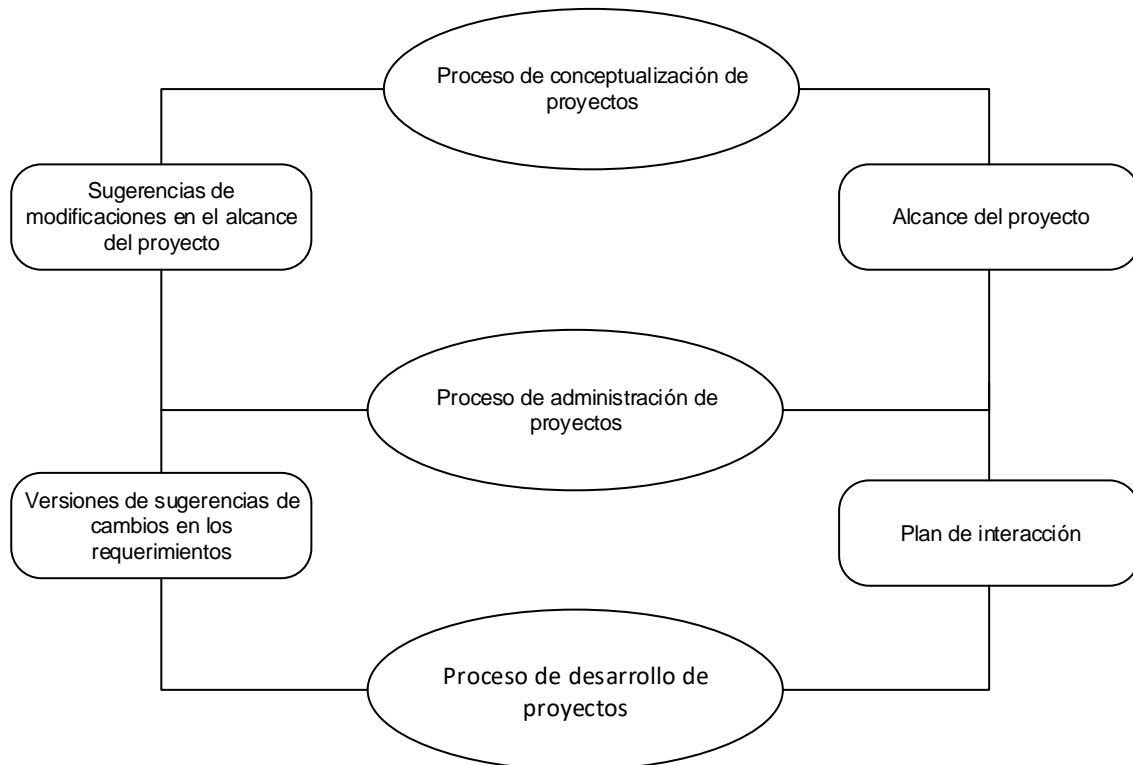 Proceso de conceptualización de
proyectos
Sugerencias de
modificaciones en el alcance
del proyecto
Alcance del proyecto
Proceso de administración de
proyectos
Versiones de sugerencias de
cambios en los
requerimientos
Plan de interacción
Proceso de desarrollo de
proyectos